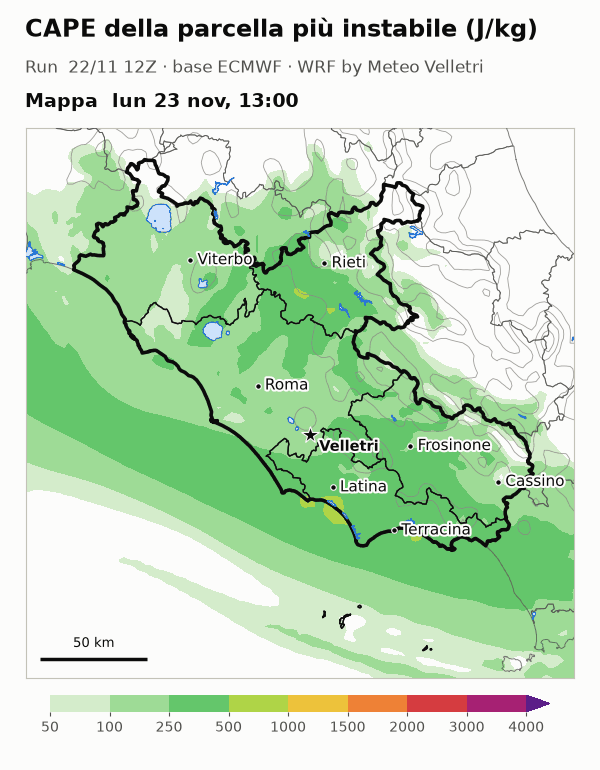 CAPE della parcella più instabile (J/kg)
Run 22/11 12Z · base ECMWF · WRF by Meteo Velletri
Mappa lun 23 nov, 13:00
Viterbo
Rieti
Roma
Velletri
Frosinone
Cassino
Latina
Terracina
50 km
50 100 250 500 1000 1500 2000 3000 4000